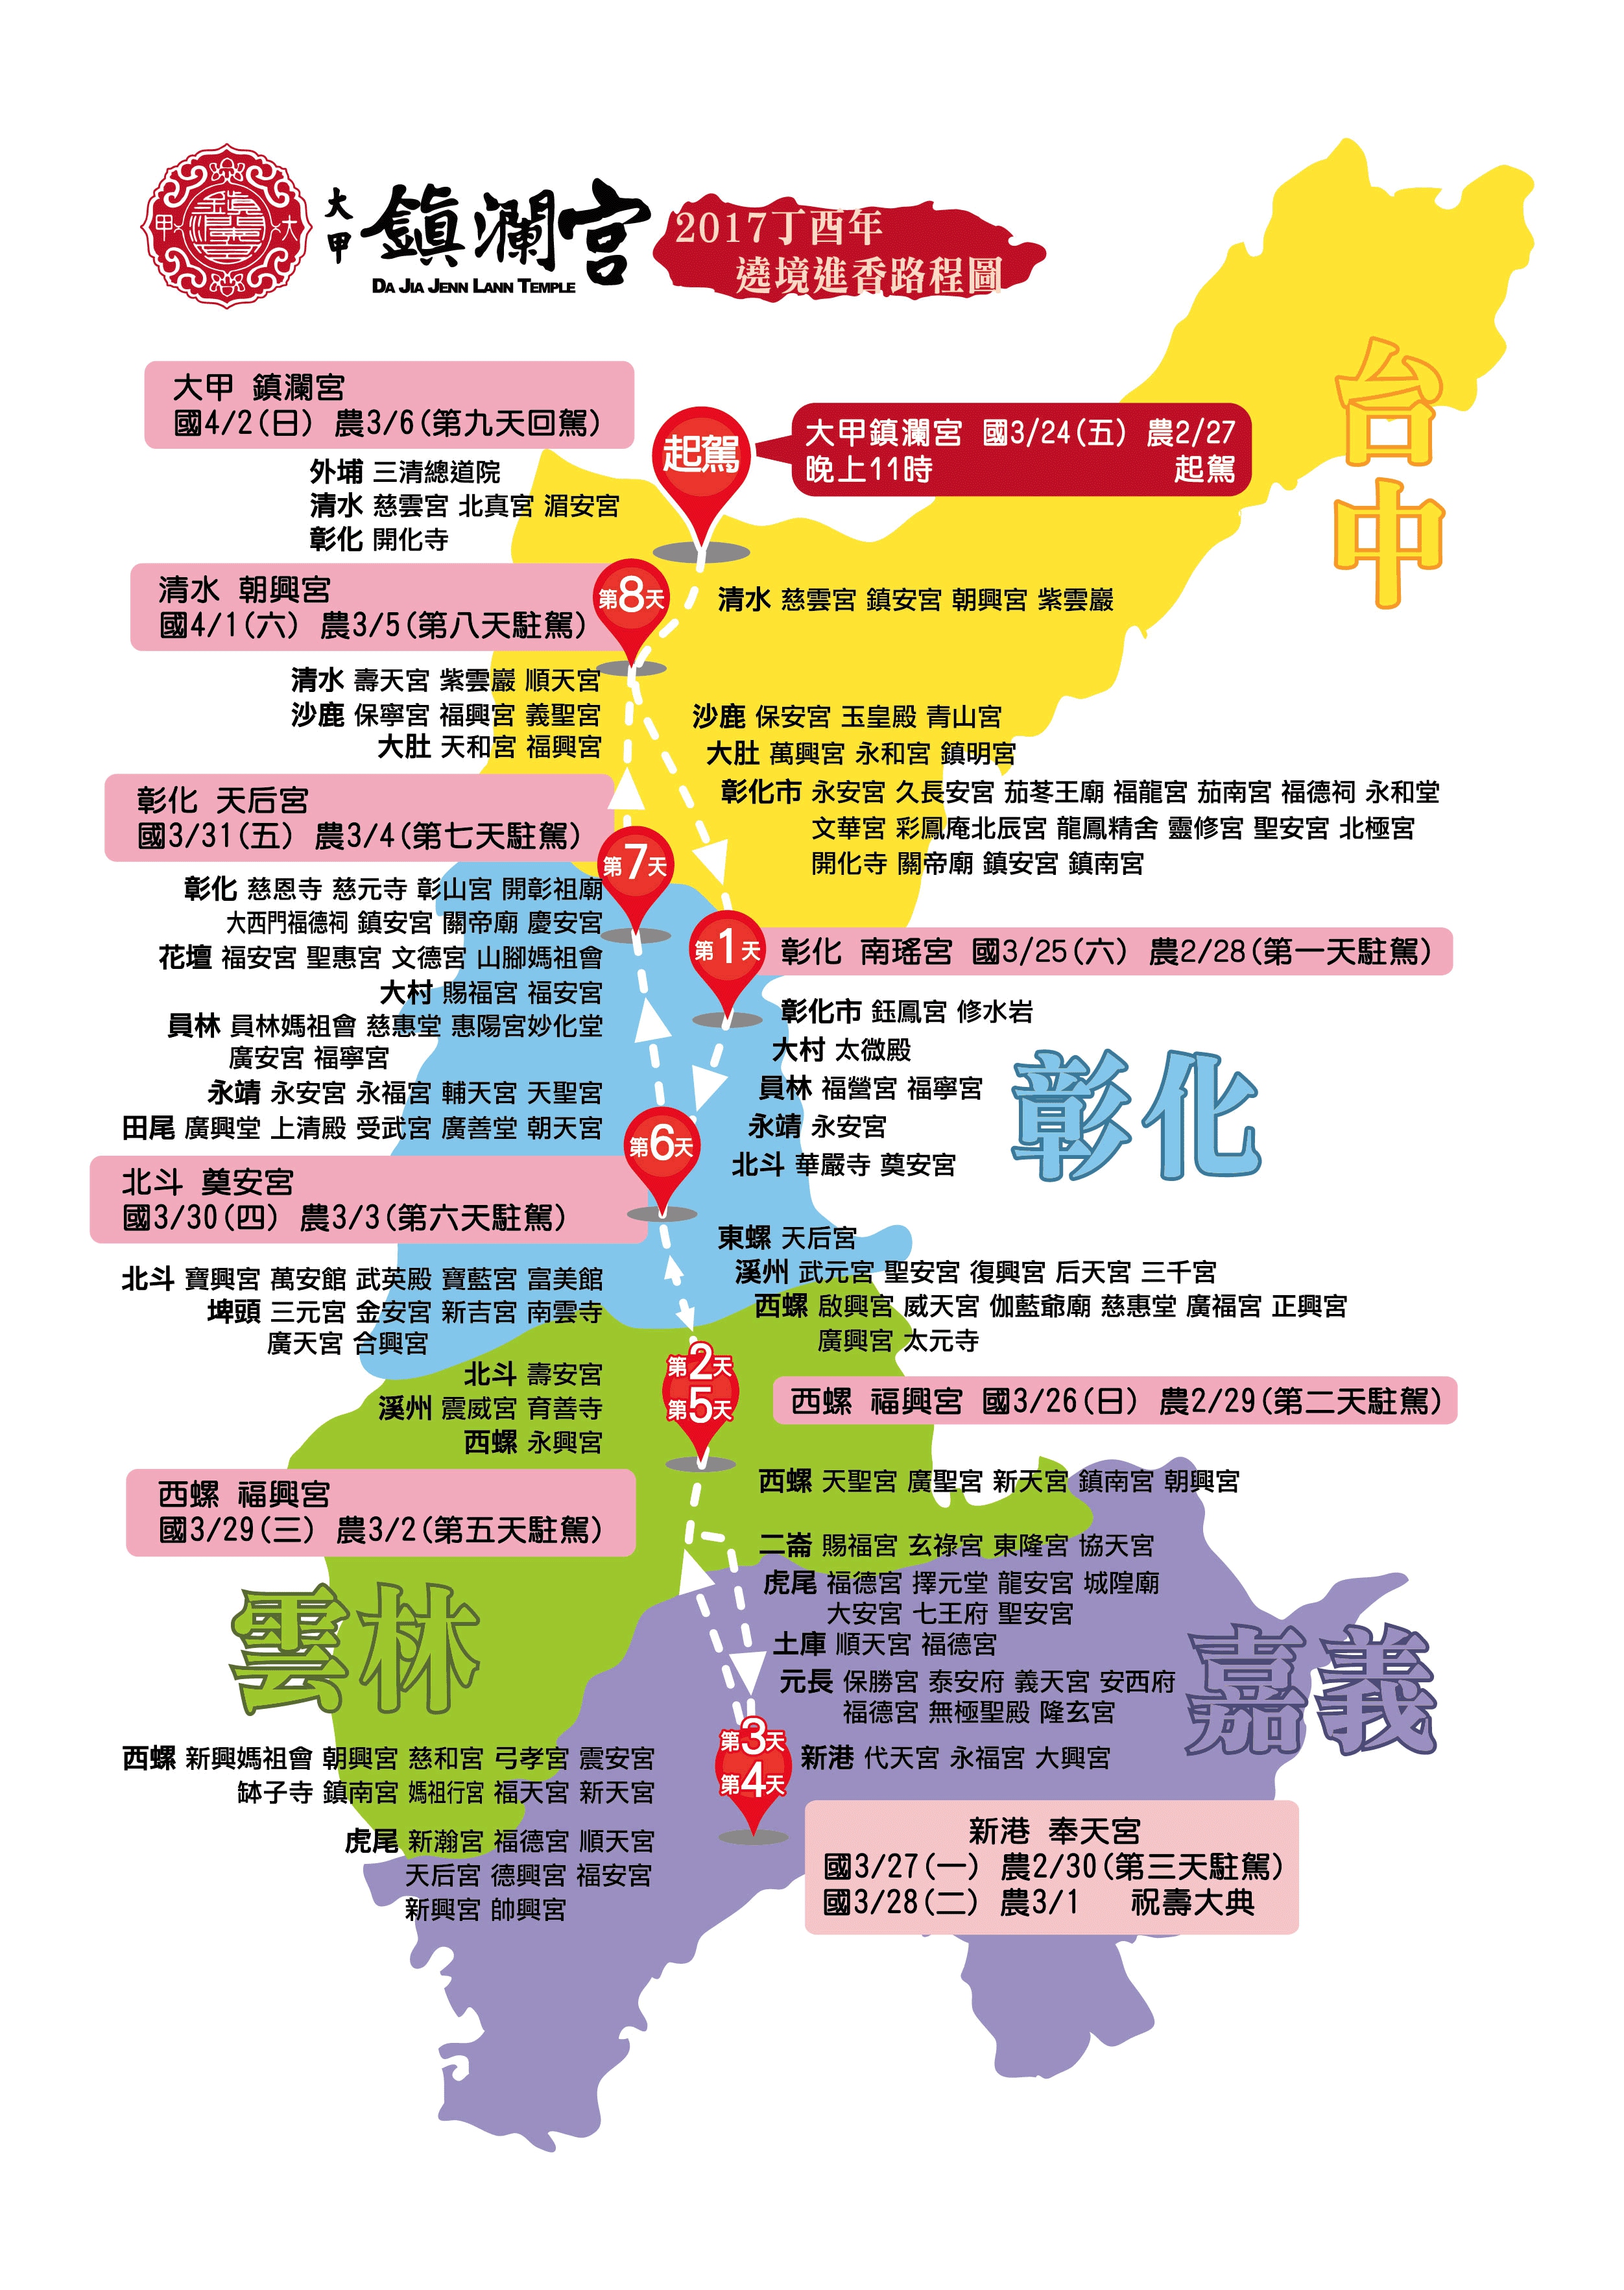 大甲
鎮瀾宮
DA JIA JENN LANN TEMPLE
2017丁酉年
遶境進香路程圖
台中
大甲 鎮瀾宮
國4/2(日) 農3/6(第九天回駕)
起駕
大甲鎮瀾宮 國3/24(五) 農2/27
晚上11時 起駕
外埔 三清總道院
清水 慈雲宮 北真宮 湄安宮
彰化 開化寺
清水 朝興宮
國4/1(六) 農3/5(第八天駐駕)
第8天
清水 慈雲宮 鎮安宮 朝興宮 紫雲巖
清水 壽天宮 紫雲巖 順天宮
沙鹿 保寧宮 福興宮 義聖宮
大肚 天和宮 福興宮
沙鹿 保安宮 玉皇殿 青山宮
大肚 萬興宮 永和宮 鎮明宮
彰化市 永安宮 久長安宮 茄苳王廟 福龍宮 茄南宮 福德祠 永和堂
文華宮 彩鳳庵北辰宮 龍鳳精舍 靈修宮 聖安宮 北極宮
開化寺 關帝廟 鎮安宮 鎮南宮
彰化 天后宮
國3/31(五) 農3/4(第七天駐駕)
第7天
彰化 慈恩寺 慈元寺 彰山宮 開彰祖廟
大西門福德祠 鎮安宮 關帝廟 慶安宮
花壇 福安宮 聖惠宮 文德宮 山腳媽祖會
大村 賜福宮 福安宮
員林 員林媽祖會 慈惠堂 惠陽宮妙化堂
廣安宮 福寧宮
永靖 永安宮 永福宮 輔天宮 天聖宮
田尾 廣興堂 上清殿 受武宮 廣善堂 朝天宮
第1天
彰化 南瑤宮 國3/25(六) 農2/28(第一天駐駕)
彰化市 鈺鳳宮 修水岩
大村 太微殿
員林 福營宮 福寧宮
永靖 永安宮
北斗 華嚴寺 奠安宮
彰化
第6天
北斗 奠安宮
國3/30(四) 農3/3(第六天駐駕)
北斗 寶興宮 萬安館 武英殿 寶藍宮 富美館
埤頭 三元宮 金安宮 新吉宮 南雲寺
廣天宮 合興宮
北斗 壽安宮
溪州 震威宮 育善寺
西螺 永興宮
東螺 天后宮
溪州 武元宮 聖安宮 復興宮 后天宮 三千宮
西螺 啟興宮 威天宮 伽藍爺廟 慈惠堂 廣福宮 正興宮
廣興宮 太元寺
第2天
第5天
西螺 福興宮 國3/26(日) 農2/29(第二天駐駕)
西螺 福興宮
國3/29(三) 農3/2(第五天駐駕)
西螺 天聖宮 廣聖宮 新天宮 鎮南宮 朝興宮
二崙 賜福宮 玄祿宮 東隆宮 協天宮
虎尾 福德宮 擇元堂 龍安宮 城隍廟
大安宮 七王府 聖安宮
土庫 順天宮 福德宮
元長 保勝宮 泰安府 義天宮 安西府
福德宮 無極聖殿 隆玄宮
新港 代天宮 永福宮 大興宮
雲林
嘉義
第3天
第4天
西螺 新興媽祖會 朝興宮 慈和宮 弓孝宮 震安宮
缽子寺 鎮南宮 媽祖行宮 福天宮 新天宮
虎尾 新瀚宮 福德宮 順天宮
天后宮 德興宮 福安宮
新興宮 帥興宮
新港 奉天宮
國3/27(一) 農2/30(第三天駐駕)
國3/28(二) 農3/1 祝壽大典